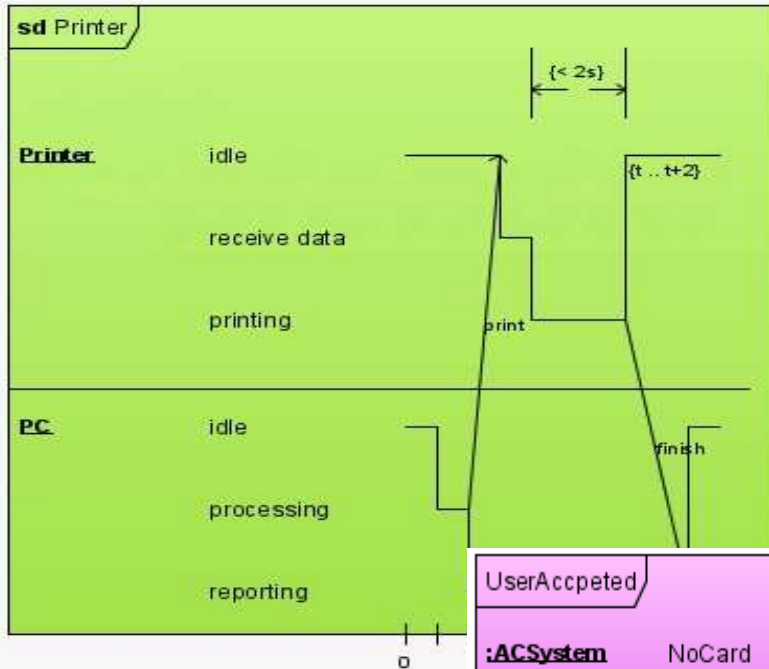 sd Printer
{< 2s}
Printer idle
{t .. t+2}
receive data
printing
print
PC idle
finish
processing
reporting
0
UserAccpeted
:ACSystem NoCard